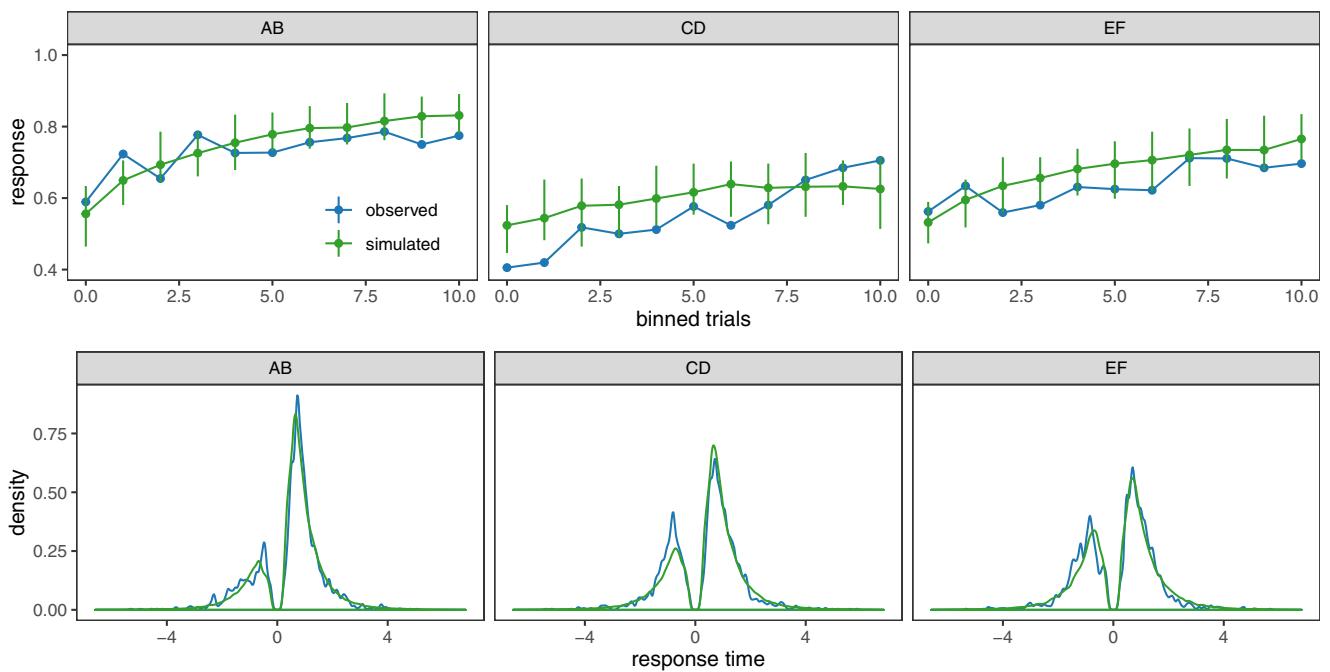 AB CD EF
1.0
0.8
0.6
0.4
response
observed
simulated
0.0 2.5 5.0 7.5 10.0 0.0 2.5 5.0 7.5 10.0 0.0 2.5 5.0 7.5 10.0
binned trials
AB CD EF
0.75
0.50
0.25
0.00
density
−4 0 4 −4 0 4 −4 0 4
response time